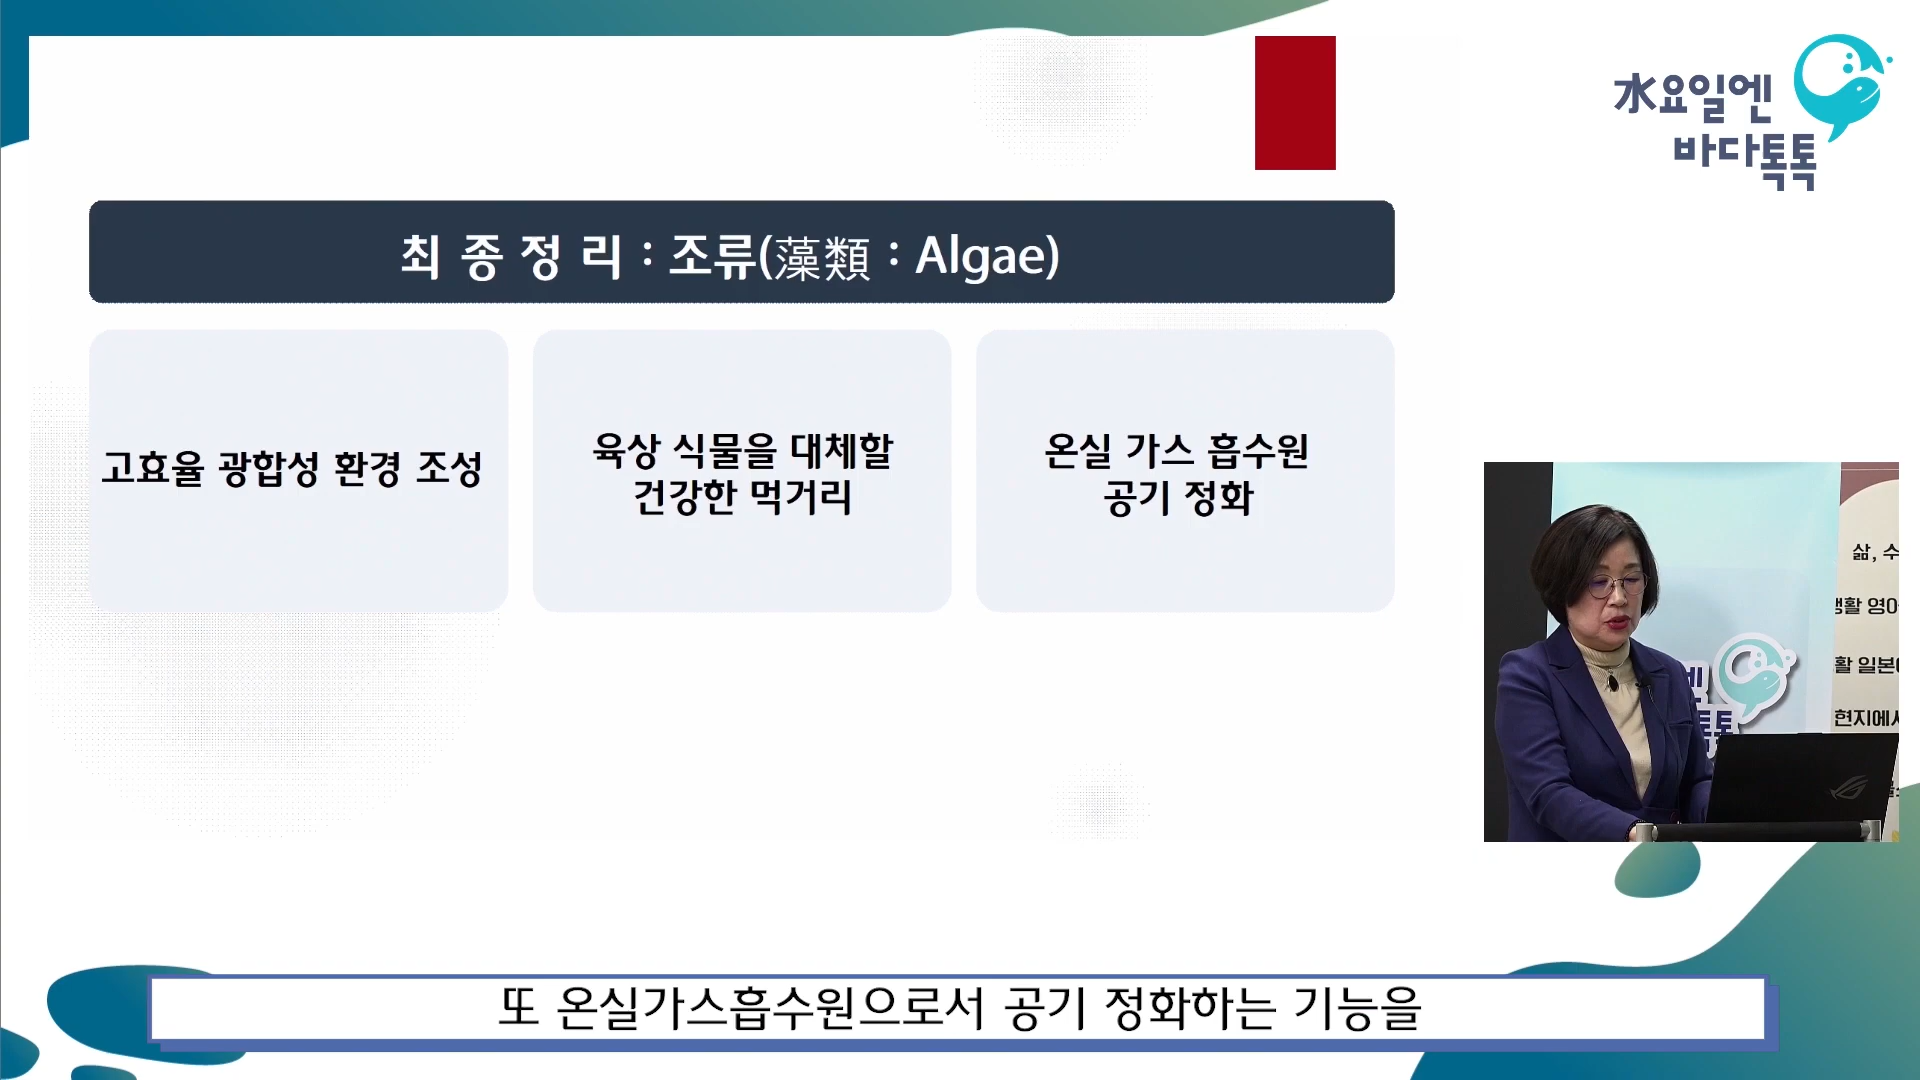 水요일엔
바다톡톡
최 종 정 리 : 조류(藻類 : Algae)
고효율 광합성 환경 조성
육상 식물을 대체할
건강한 먹거리
온실 가스 흡수원
공기 정화
삶, 수
생활 영어
활 일본어
현지에서
엔
톡톡
또 온실가스흡수원으로서 공기 정화하는 기능을